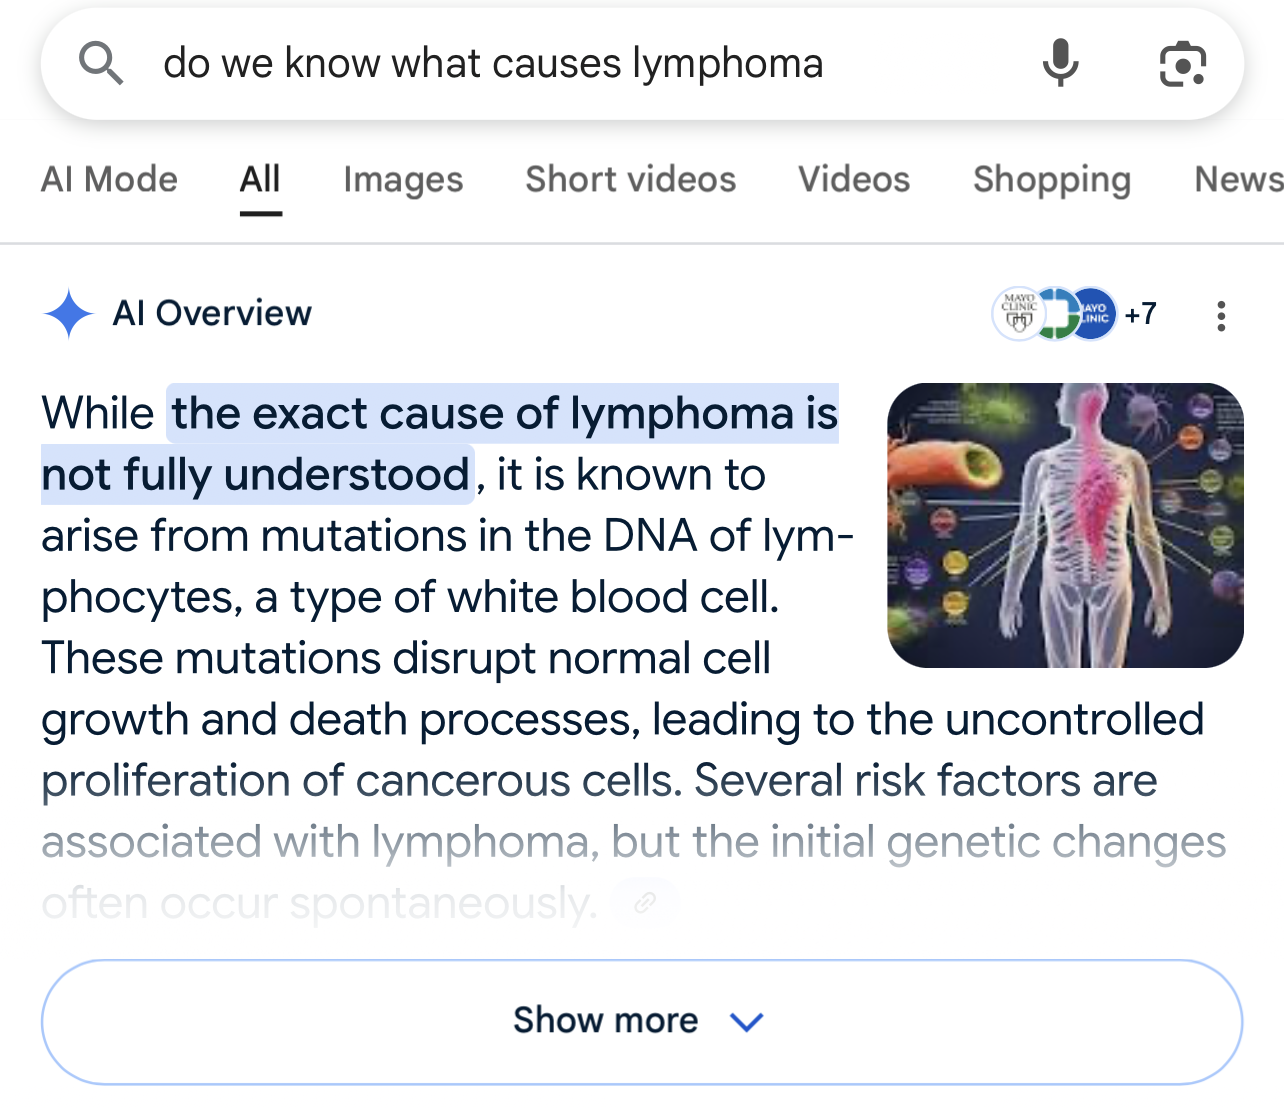 do we know what causes lymphoma
AI Mode All Images Short videos Videos Shopping News
AI Overview
MAYO CLINIC
+7
While the exact cause of lymphoma is
not fully understood, it is known to
arise from mutations in the DNA of lym-
phocytes, a type of white blood cell.
These mutations disrupt normal cell
growth and death processes, leading to the uncontrolled
proliferation of cancerous cells. Several risk factors are
associated with lymphoma, but the initial genetic changes
often occur spontaneously.
Show more